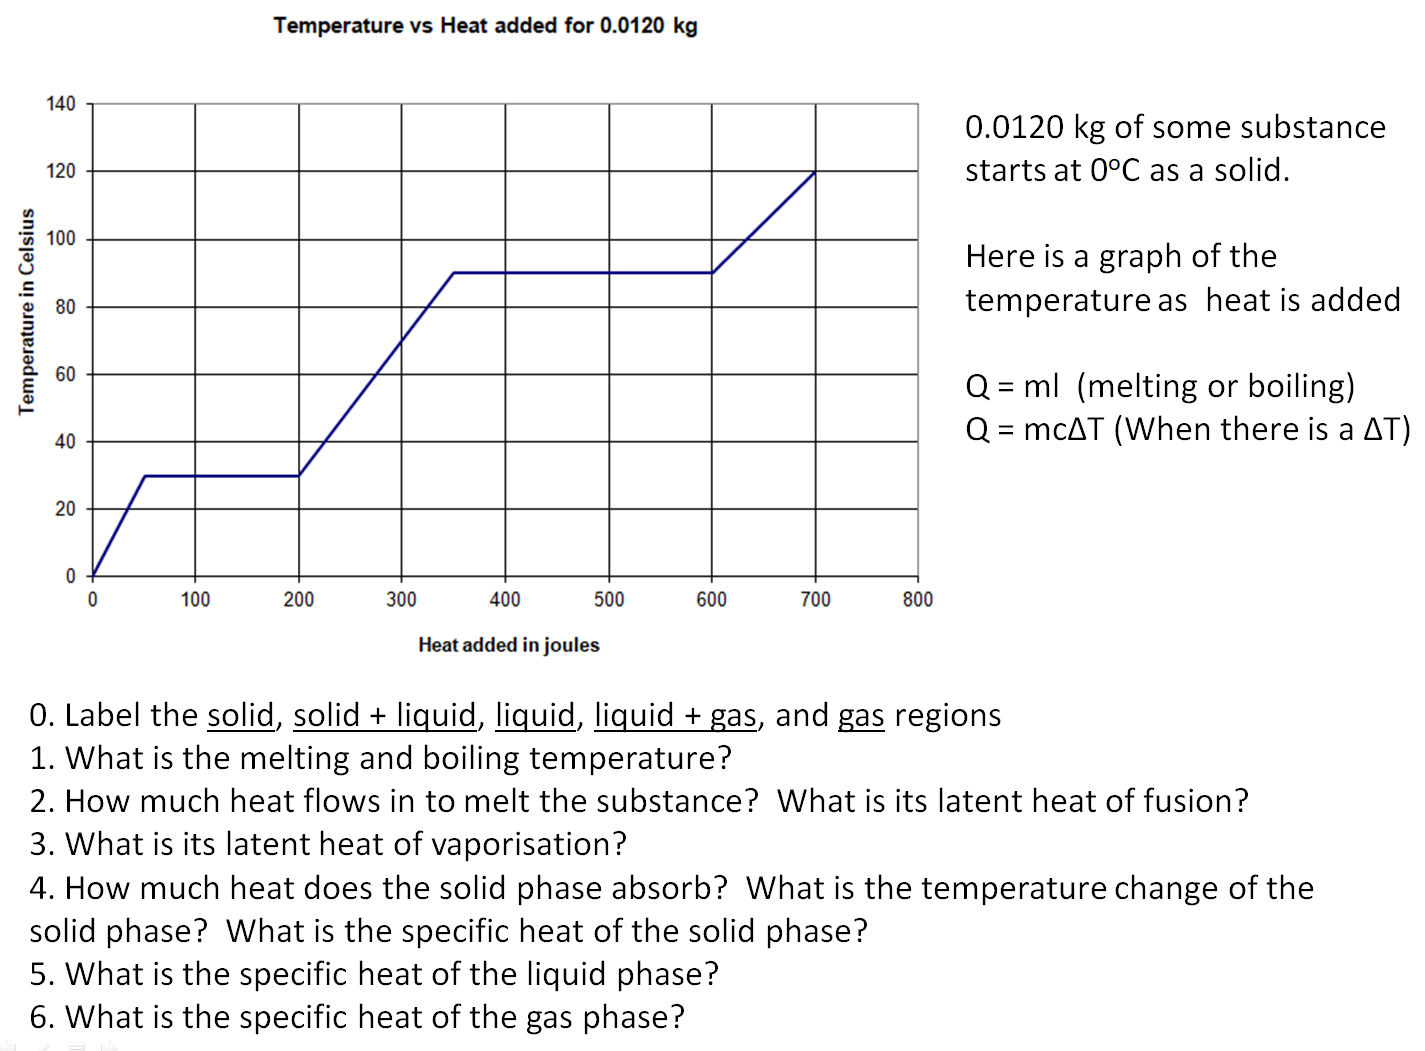 Temperature vs Heat added for 0.0120 kg
140
120
100
80
60
40
20
0
Temperature in Celsius
0 100 200 300 400 500 600 700 800
Heat added in joules
0.0120 kg of some substance
starts at 0°C as a solid.
Here is a graph of the
temperature as heat is added
Q = ml (melting or boiling)
Q = mcΔT (When there is a ΔT)
0. Label the solid, solid + liquid, liquid, liquid + gas, and gas regions
1. What is the melting and boiling temperature?
2. How much heat flows in to melt the substance? What is its latent heat of fusion?
3. What is its latent heat of vaporisation?
4. How much heat does the solid phase absorb? What is the temperature change of the
solid phase? What is the specific heat of the solid phase?
5. What is the specific heat of the liquid phase?
6. What is the specific heat of the gas phase?